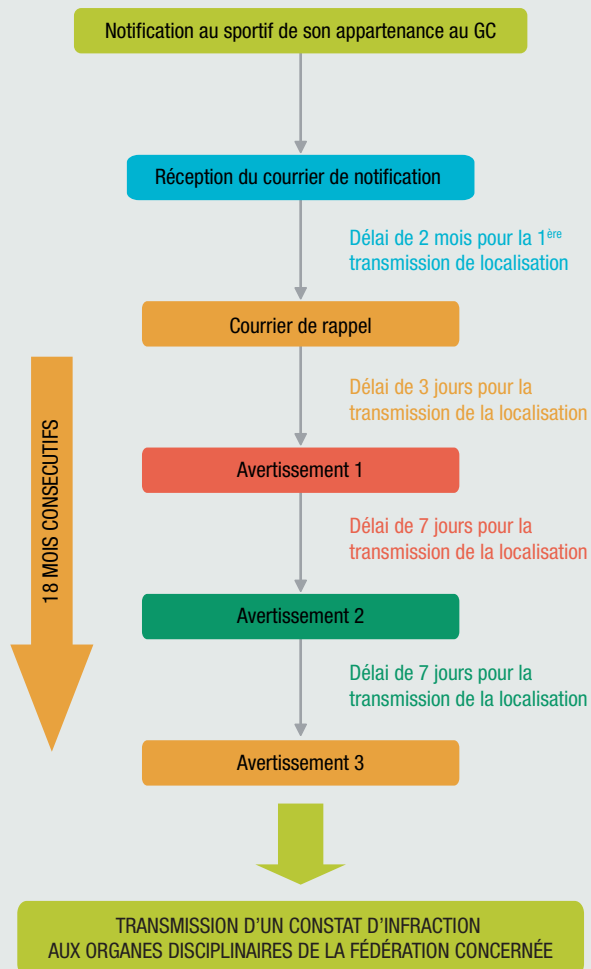 Notification au sportif de son appartenance au GC
Réception du courrier de notification
Délai de 2 mois pour la 1ère
transmission de localisation
Courrier de rappel
Délai de 3 jours pour la
transmission de la localisation
18 MOIS CONSECUTIFS
Avertissement 1
Délai de 7 jours pour la
transmission de la localisation
Avertissement 2
Délai de 7 jours pour la
transmission de la localisation
Avertissement 3
TRANSMISSION D'UN CONSTAT D'INFRACTION
AUX ORGANES DISCIPLINAIRES DE LA FÉDÉRATION CONCERNÉE